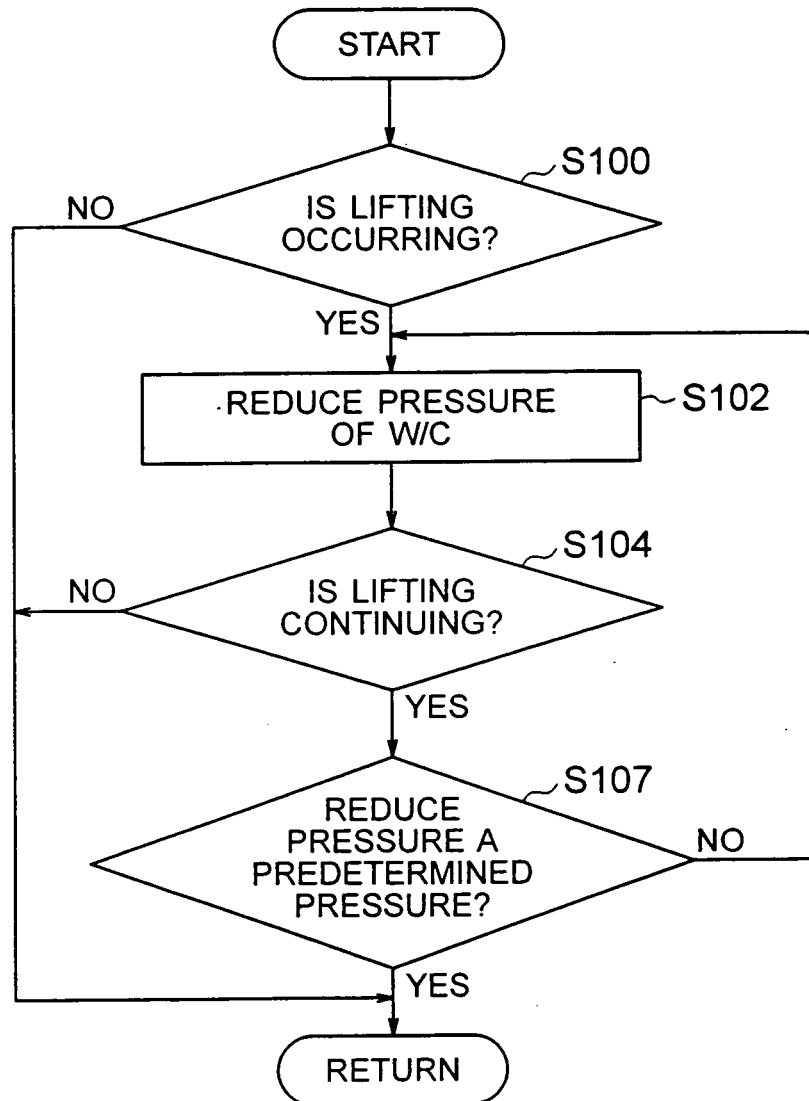 START
S100
NO
IS LIFTING
OCCURRING?
YES
REDUCE PRESSURE
OF W/C
S102
S104
NO
IS LIFTING
CONTINUING?
YES
S107
REDUCE
PRESSURE A
PREDETERMINED
PRESSURE?
NO
YES
RETURN